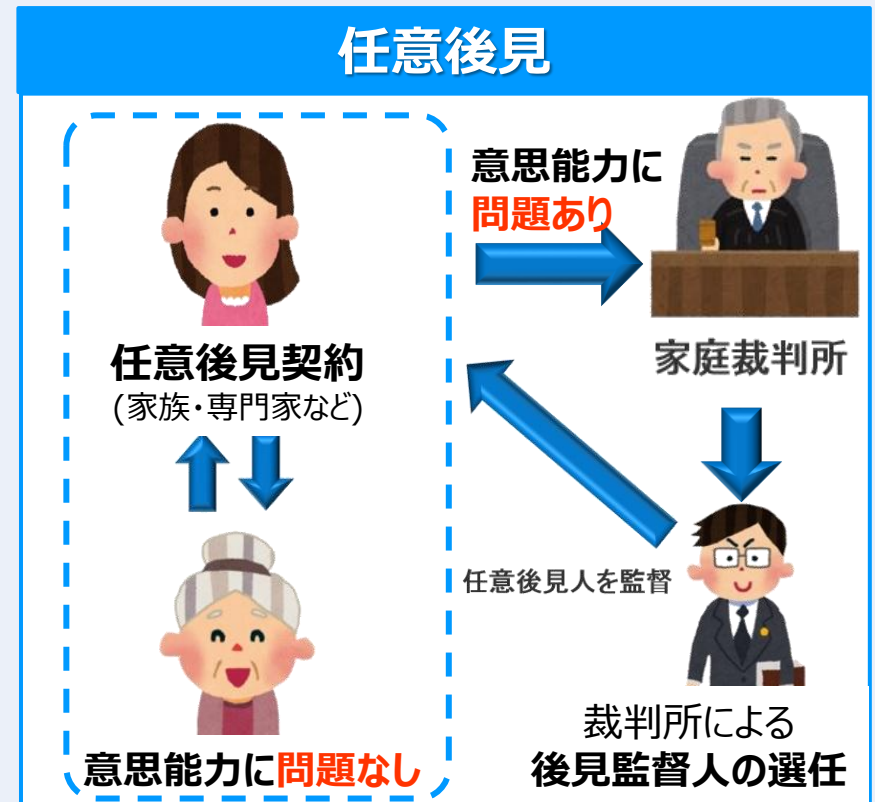 任意後見
意思能力に
問題あり
家庭裁判所
任意後見契約
(家族・専門家など)
任意後見人を監督
裁判所による
後見監督人の選任
意思能力に問題なし